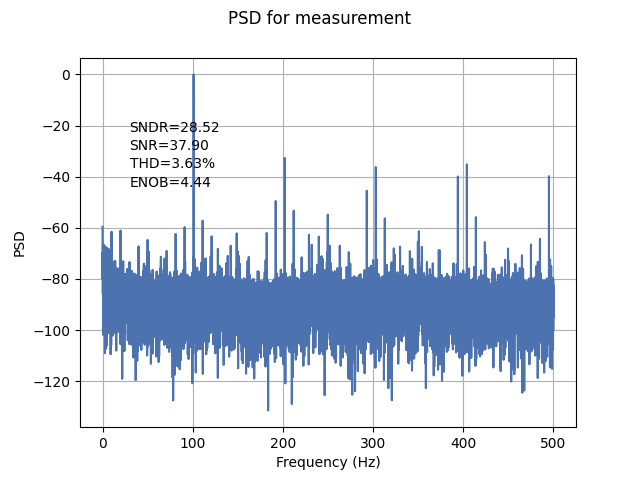 PSD for measurement
0
−20
−40
−60
−80
−100
−120
PSD
SNDR=28.52
SNR=37.90
THD=3.63%
ENOB=4.44
0 100 200 300 400 500
Frequency (Hz)